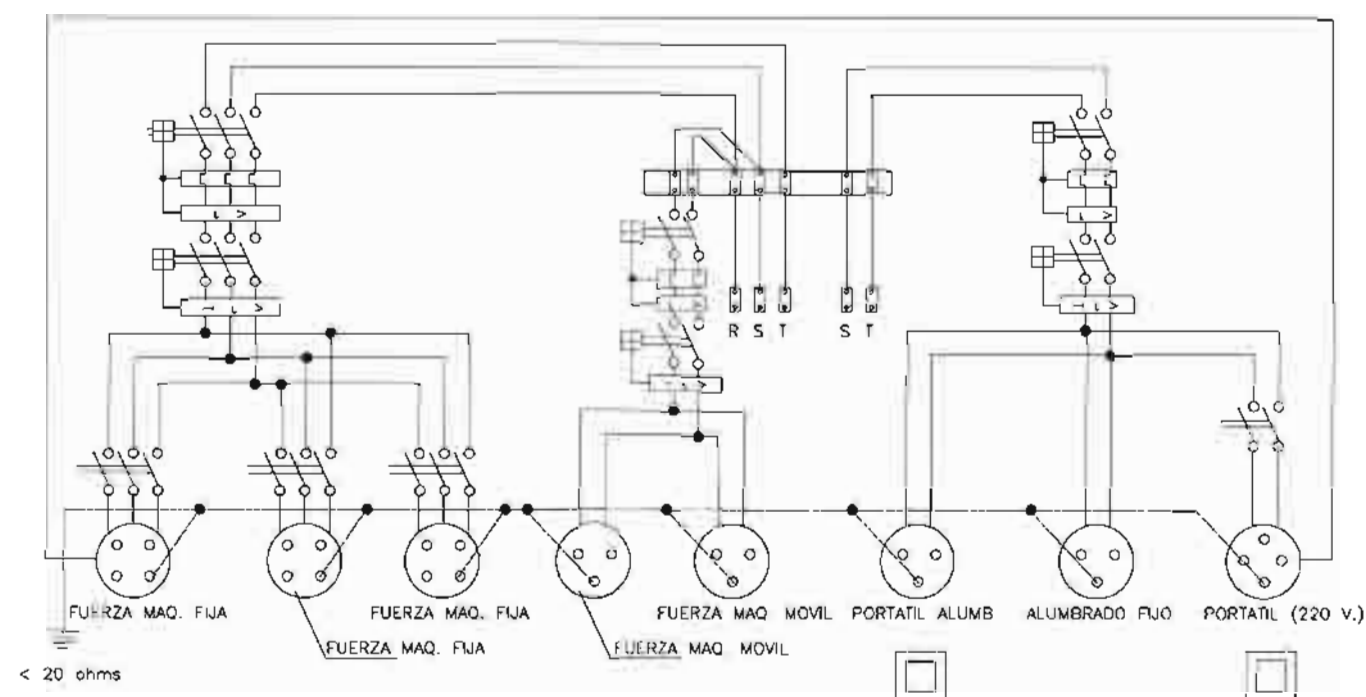 R S T S T
FUERZA MAQ. FIJA
FUERZA MAQ. FIJA
FUERZA MAQ MOVIL
PORTATIL ALUMB
ALUMBRADO FIJO
PORTATIL (220 V.)
FUERZA MAQ. FIJA
FUERZA MAQ MOVIL
< 20 ohms